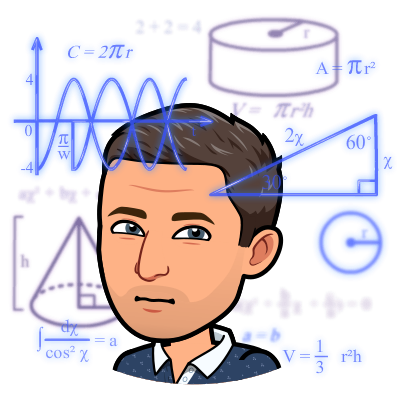 2 + 2 = 4
C = 2πr
r
4
A = πr²
V = πr²h
0
π
w
2χ
60°
χ
-4
r
h
dχ
∫ ――― = a
cos² χ
a = b
V = 1/3 r²h